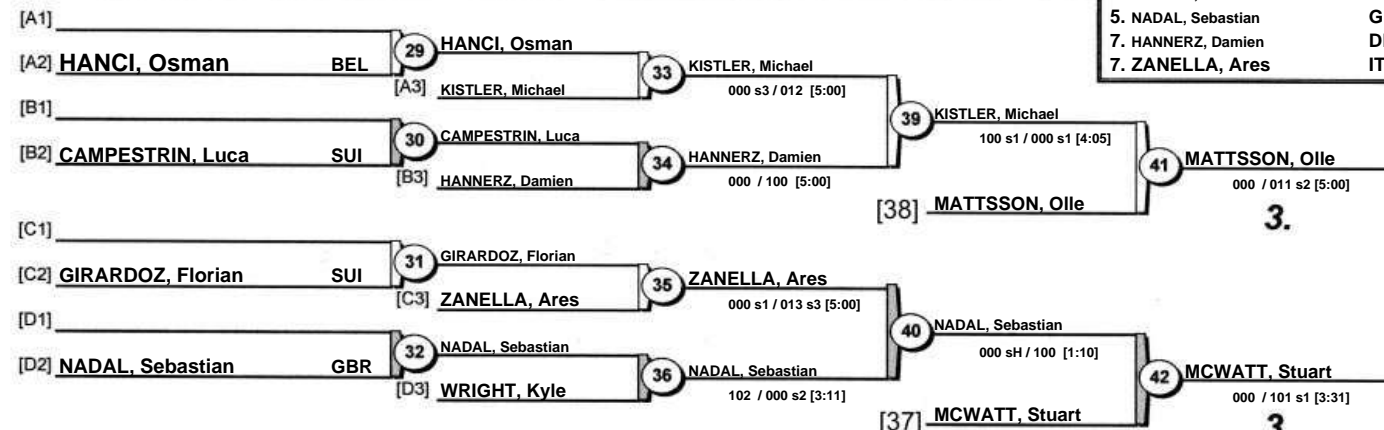 5. NADAL, Sebastian G
7. HANNERZ, Damien
7. ZANELLA, Ares IT
[A1]
[A2] HANCI, Osman BEL
29
HANCI, Osman
[A3] KISTLER, Michael
33
KISTLER, Michael
000 s3 / 012 [5:00]
[B1]
[B2] CAMPESTRIN, Luca SUI
30
CAMPESTRIN, Luca
[B3] HANNERZ, Damien
34
HANNERZ, Damien
000 / 100 [5:00]
39
KISTLER, Michael
100 s1 / 000 s1 [4:05]
[38] MATTSSON, Olle
41
MATTSSON, Olle
000 / 011 s2 [5:00]
3.
[C1]
[C2] GIRARDOZ, Florian SUI
31
GIRARDOZ, Florian
[C3] ZANELLA, Ares
35
ZANELLA, Ares
000 s1 / 013 s3 [5:00]
[D1]
[D2] NADAL, Sebastian GBR
32
NADAL, Sebastian
[D3] WRIGHT, Kyle
36
NADAL, Sebastian
102 / 000 s2 [3:11]
40
NADAL, Sebastian
000 sH / 100 [1:10]
[37] MCWATT, Stuart
42
MCWATT, Stuart
000 / 101 s1 [3:31]
3